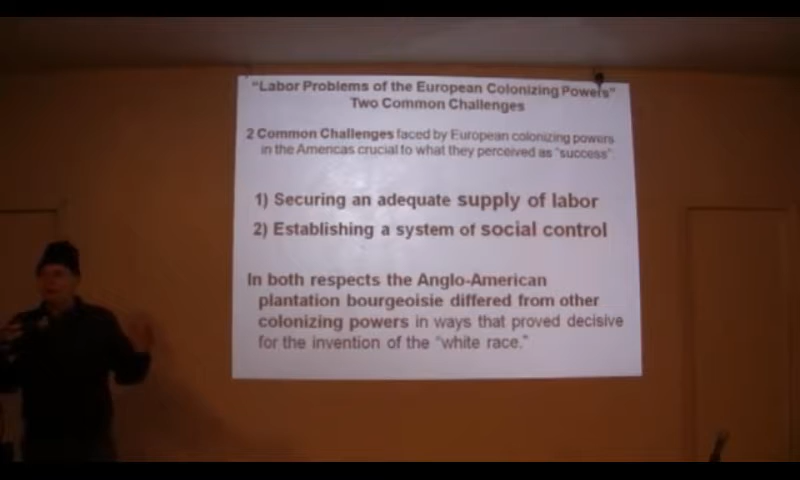 "Labor Problems of the European Colonizing Powers"
Two Common Challenges
2 Common Challenges faced by European colonizing powers
in the Americas crucial to what they perceived as "success":
1) Securing an adequate supply of labor
2) Establishing a system of social control
In both respects the Anglo-American
plantation bourgeoisie differed from other
colonizing powers in ways that proved decisive
for the invention of the "white race."